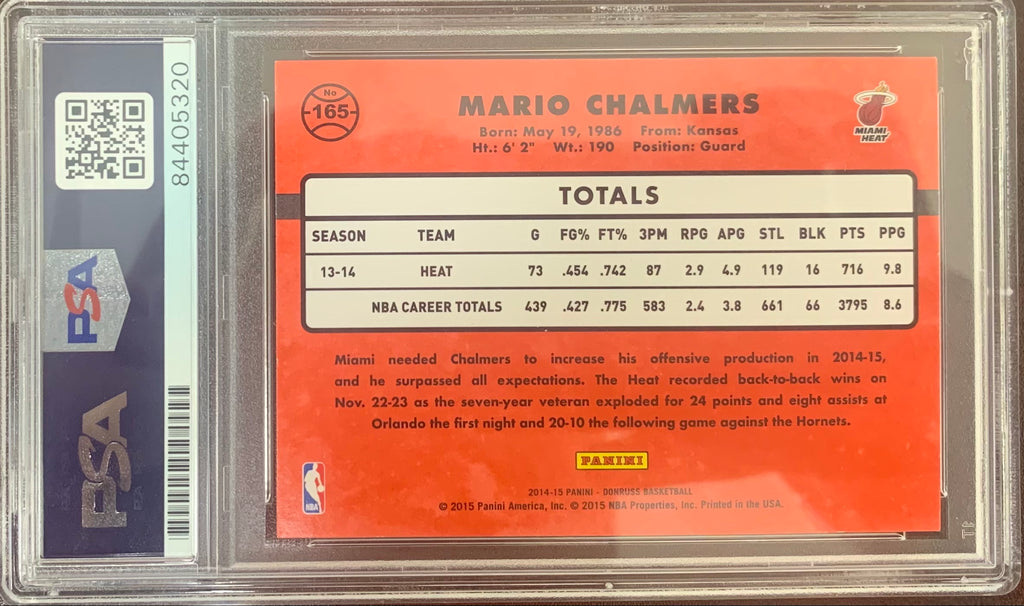 84405320
PSA
PSA
No
165
MARIO CHALMERS
Born: May 19, 1986 From: Kansas
Ht.: 6' 2" Wt.: 190 Position: Guard
MIAMI HEAT
TOTALS
SEASON TEAM G FG% FT% 3PM RPG APG STL BLK PTS PPG
13-14 HEAT 73 .454 .742 87 2.9 4.9 119 16 716 9.8
NBA CAREER TOTALS 439 .427 .775 583 2.4 3.8 661 66 3795 8.6
Miami needed Chalmers to increase his offensive production in 2014-15,
and he surpassed all expectations. The Heat recorded back-to-back wins on
Nov. 22-23 as the seven-year veteran exploded for 24 points and eight assists at
Orlando the first night and 20-10 the following game against the Hornets.
PANINI
NBA
2014-15 PANINI - DONRUSS BASKETBALL
© 2015 Panini America, Inc. © 2015 NBA Properties, Inc. Printed in the USA.